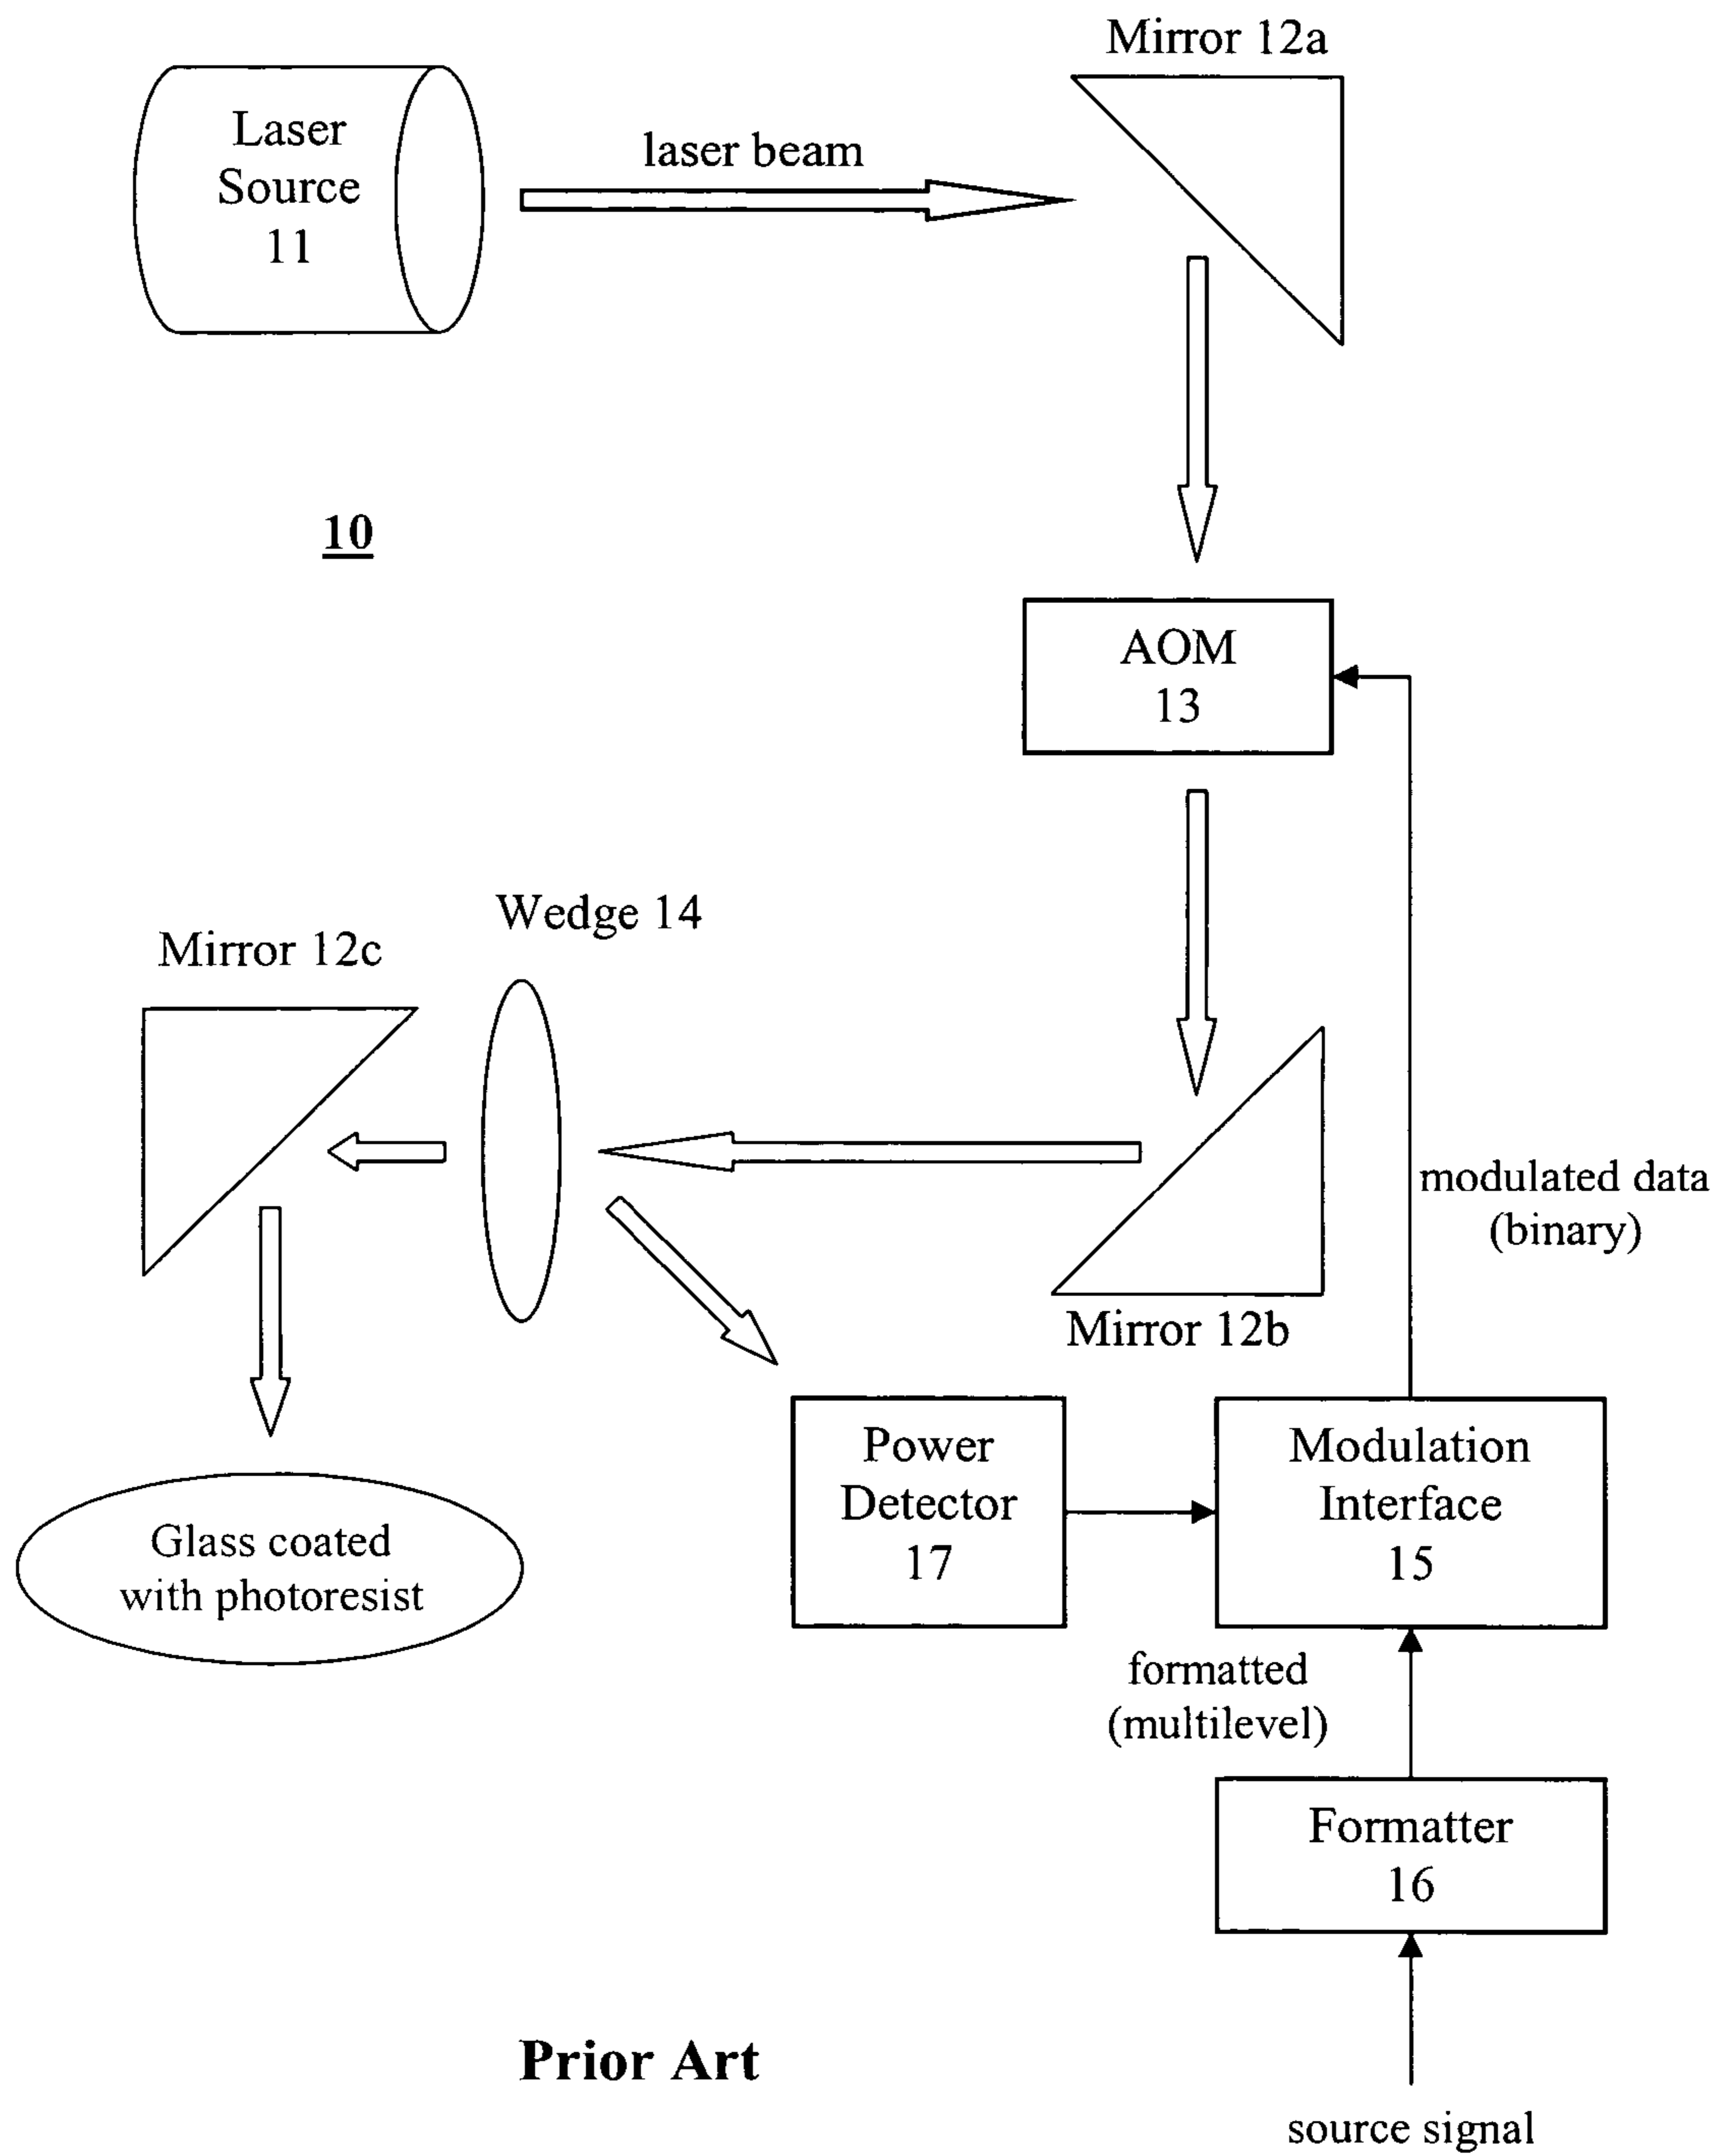 Mirror 12a
Laser
Source
11
laser beam
10
AOM
13
Wedge 14
Mirror 12c
modulated data
(binary)
Mirror 12b
Power
Detector
17
Modulation
Interface
15
Glass coated
with photoresist
formatted
(multilevel)
Formatter
16
Prior Art
source signal